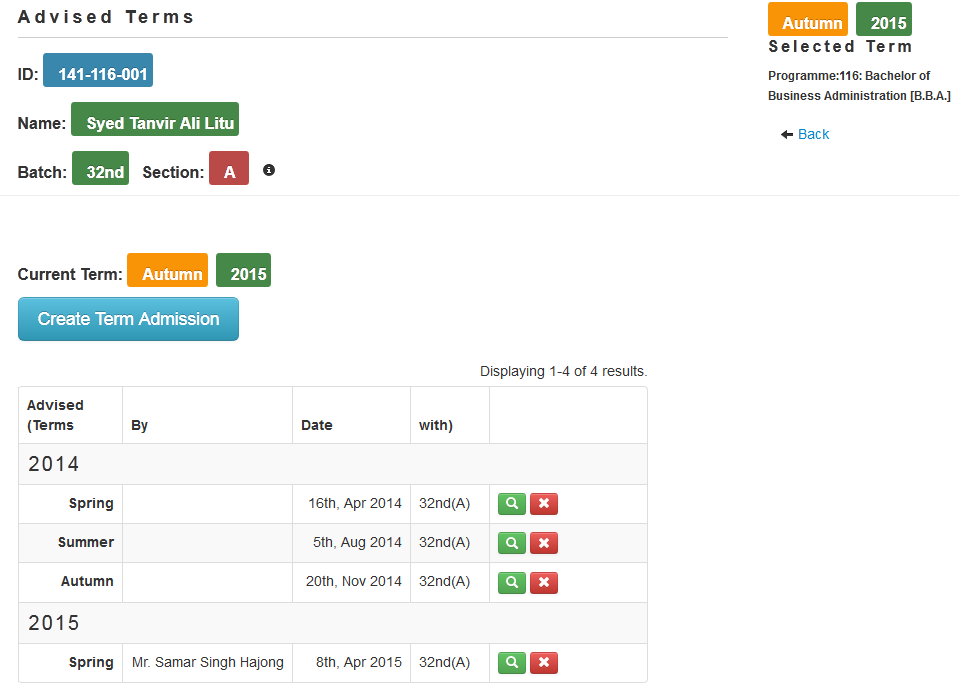 Advised Terms
ID: 141-116-001
Name: Syed Tanvir Ali Litu
Batch: 32nd Section: A
Autumn 2015
Selected Term
Programme:116: Bachelor of
Business Administration [B.B.A.]
Back
Current Term: Autumn 2015
Create Term Admission
Displaying 1-4 of 4 results.
Advised
(Terms By Date with)
2014
Spring 16th, Apr 2014 32nd(A)
Summer 5th, Aug 2014 32nd(A)
Autumn 20th, Nov 2014 32nd(A)
2015
Spring Mr. Samar Singh Hajong 8th, Apr 2015 32nd(A)